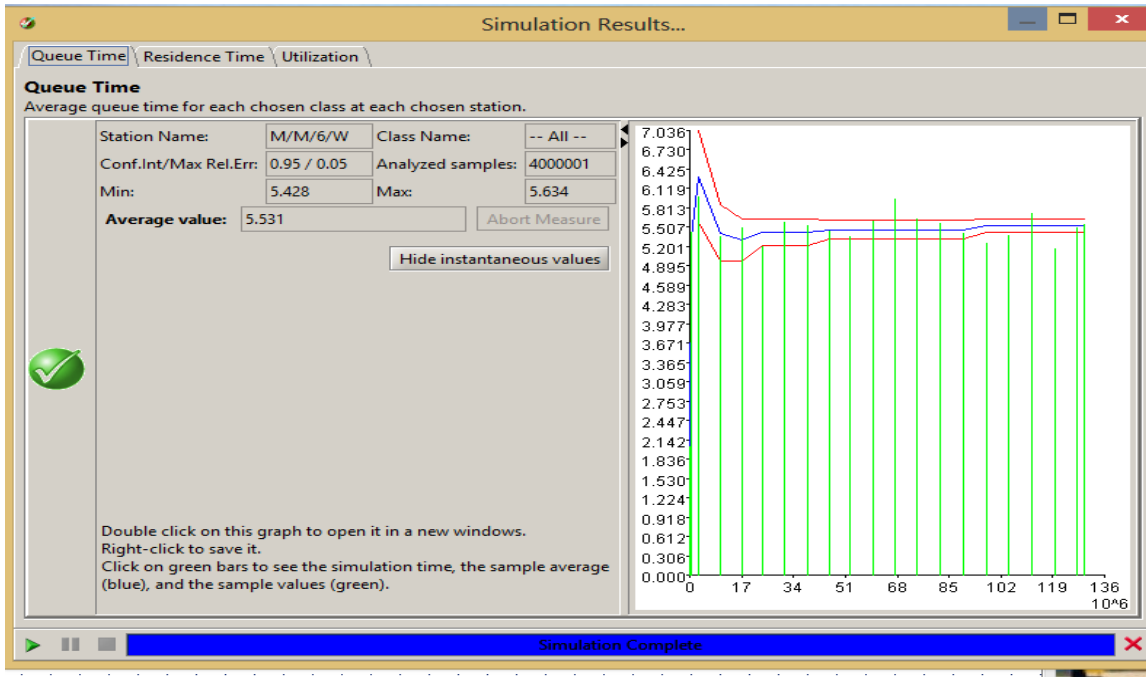 Simulation Results...
Queue Time Residence Time Utilization
Queue Time
Average queue time for each chosen class at each chosen station.
Station Name: M/M/6/W Class Name: -- All --
Conf.Int/Max Rel.Err: 0.95 / 0.05 Analyzed samples: 4000001
Min: 5.428 Max: 5.634
Average value: 5.531 Abort Measure
Hide instantaneous values
Double click on this graph to open it in a new windows.
Right-click to save it.
Click on green bars to see the simulation time, the sample average
(blue), and the sample values (green).
7.036
6.730
6.425
6.119
5.813
5.507
5.201
4.895
4.589
4.283
3.977
3.671
3.365
3.059
2.753
2.447
2.142
1.836
1.530
1.224
0.918
0.612
0.306
0.000
0 17 34 51 68 85 102 119 136
10^6
Simulation Complete